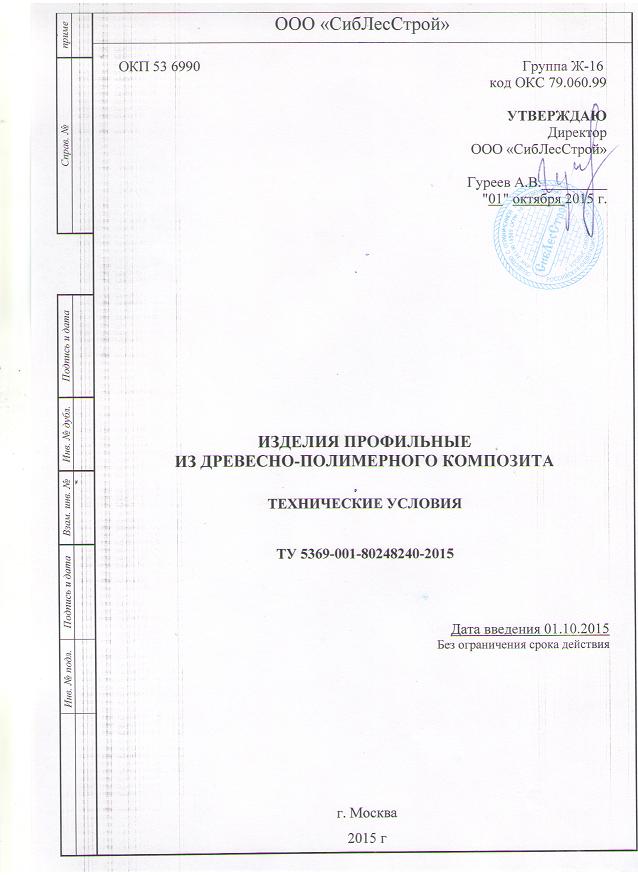 ООО «СибЛесСтрой»
ОКП 53 6990
Группа Ж-16
код ОКС 79.060.99
УТВЕРЖДАЮ
Директор
ООО «СибЛесСтрой»
Гуреев А.В.
"01" октября 2015 г.
СибЛесСтрой
ИЗДЕЛИЯ ПРОФИЛЬНЫЕ
ИЗ ДРЕВЕСНО-ПОЛИМЕРНОГО КОМПОЗИТА
ТЕХНИЧЕСКИЕ УСЛОВИЯ
ТУ 5369-001-80248240-2015
Дата введения 01.10.2015
Без ограничения срока действия
г. Москва
2015 г
приме
Справ. №
Подпись и дата
Инв. № дубл.
Взам. инв. №
Подпись и дата
Инв. № подл.